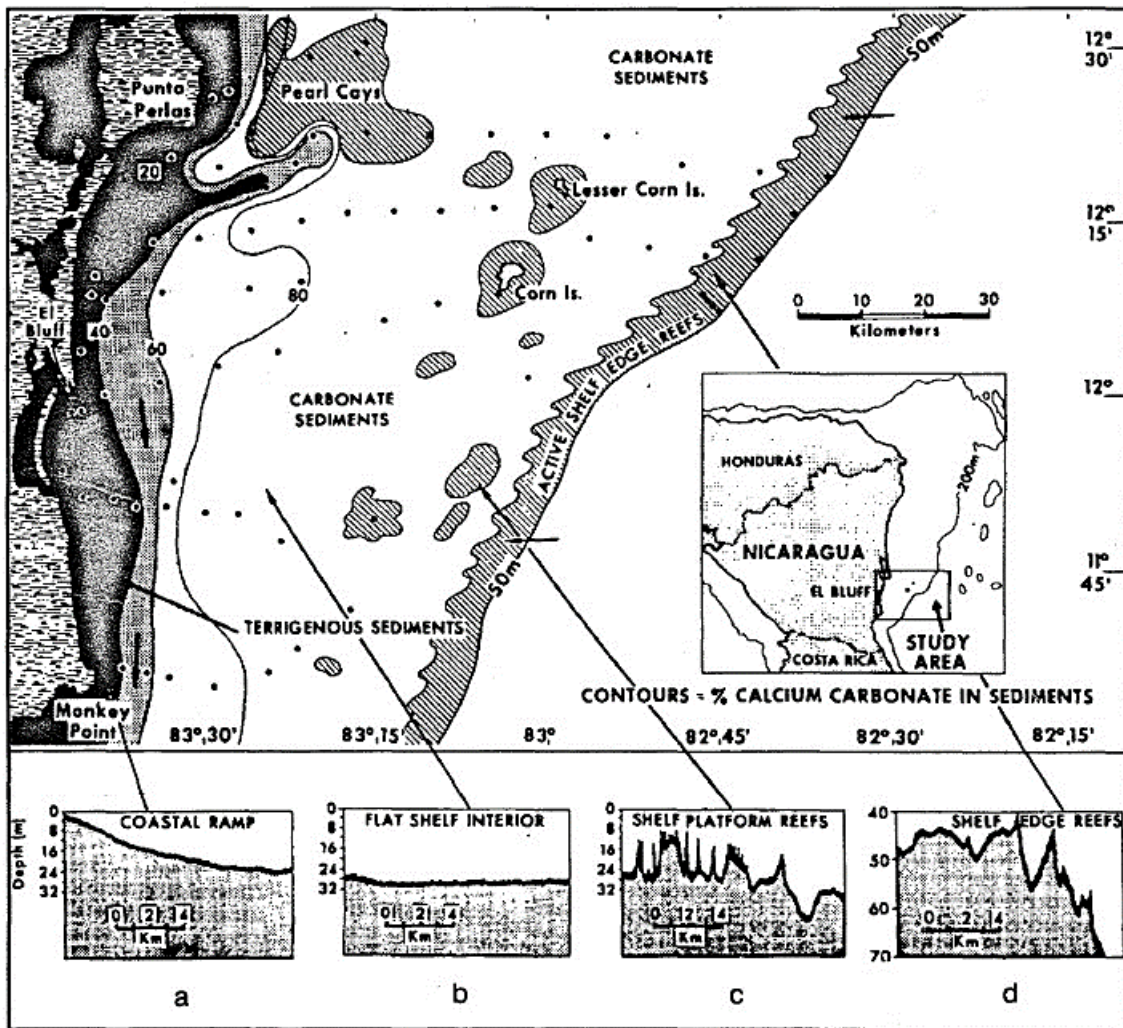 CARBONATE
SEDIMENTS
50m
12°
30'
Punta
Perlas
Pearl Cays
20
Lesser Corn Is.
12°
15'
El
Bluff
80
Corn Is.
0 10 20 30
Kilometers
40
60
ACTIVE SHELF EDGE REEFS
12°
CARBONATE
SEDIMENTS
HONDURAS
200m
NICARAGUA
EL BLUFF
11°
45'
50m
TERRIGENOUS SEDIMENTS
STUDY
AREA
COSTA RICA
CONTOURS = % CALCIUM CARBONATE IN SEDIMENTS
Monkey
Point
83°,30' 83°,15' 83° 82°,45' 82°,30' 82°,15'
Depth (m)
0
8
16
24
32
COASTAL RAMP
0 2 4
Km
a
0
8
16
24
32
FLAT SHELF INTERIOR
0 2 4
Km
b
0
8
16
24
32
SHELF PLATFORM REEFS
0 2 4
Km
c
40
50
60
70
SHELF EDGE REEFS
0 2 4
Km
d